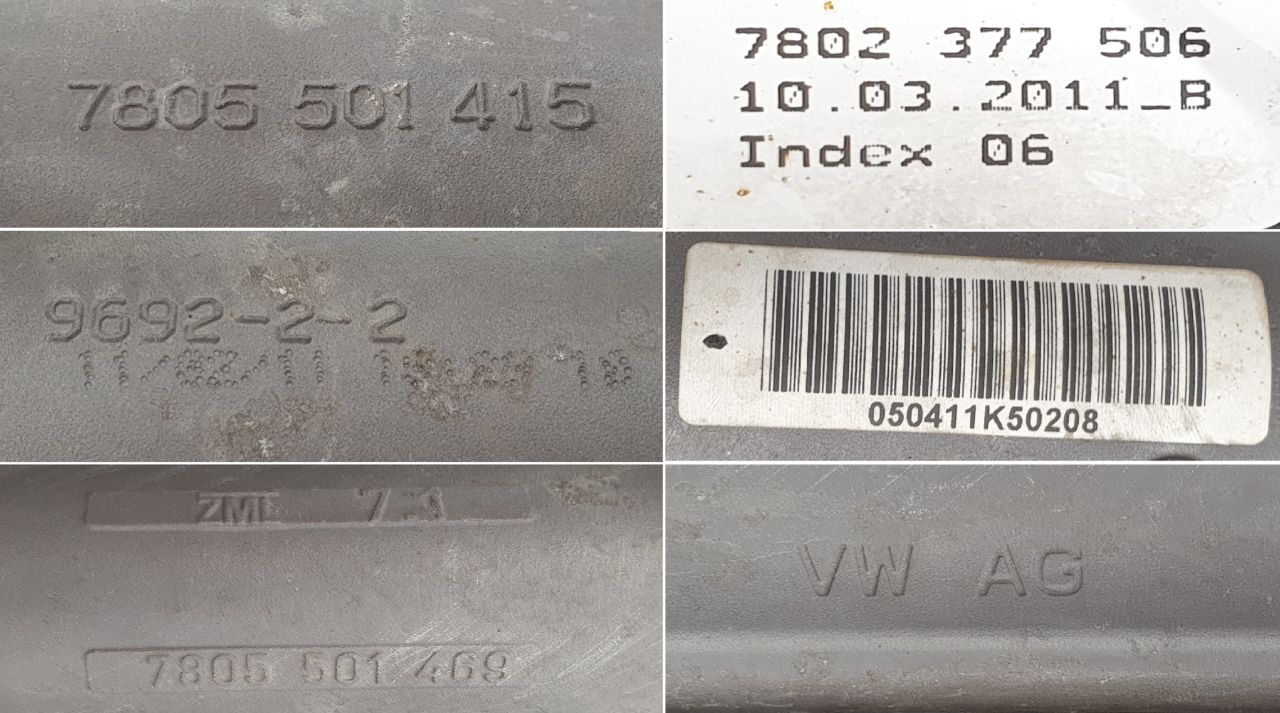 7805 501 415
7802 377 506
10.03.2011_B
Index 06
9692-2-2
050411K50208
7805 501 469
VW AG